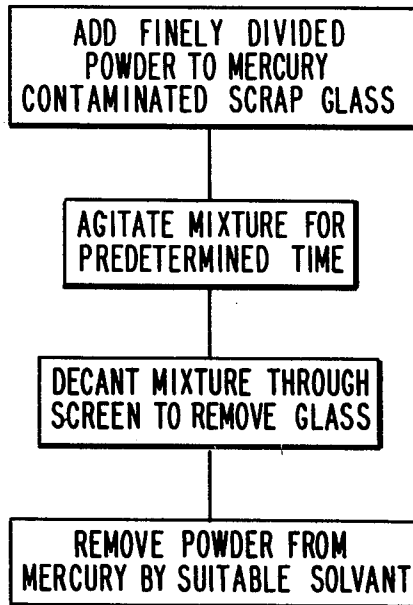 ADD FINELY DIVIDED
POWDER TO MERCURY
CONTAMINATED SCRAP GLASS
AGITATE MIXTURE FOR
PREDETERMINED TIME
DECANT MIXTURE THROUGH
SCREEN TO REMOVE GLASS
REMOVE POWDER FROM
MERCURY BY SUITABLE SOLVANT